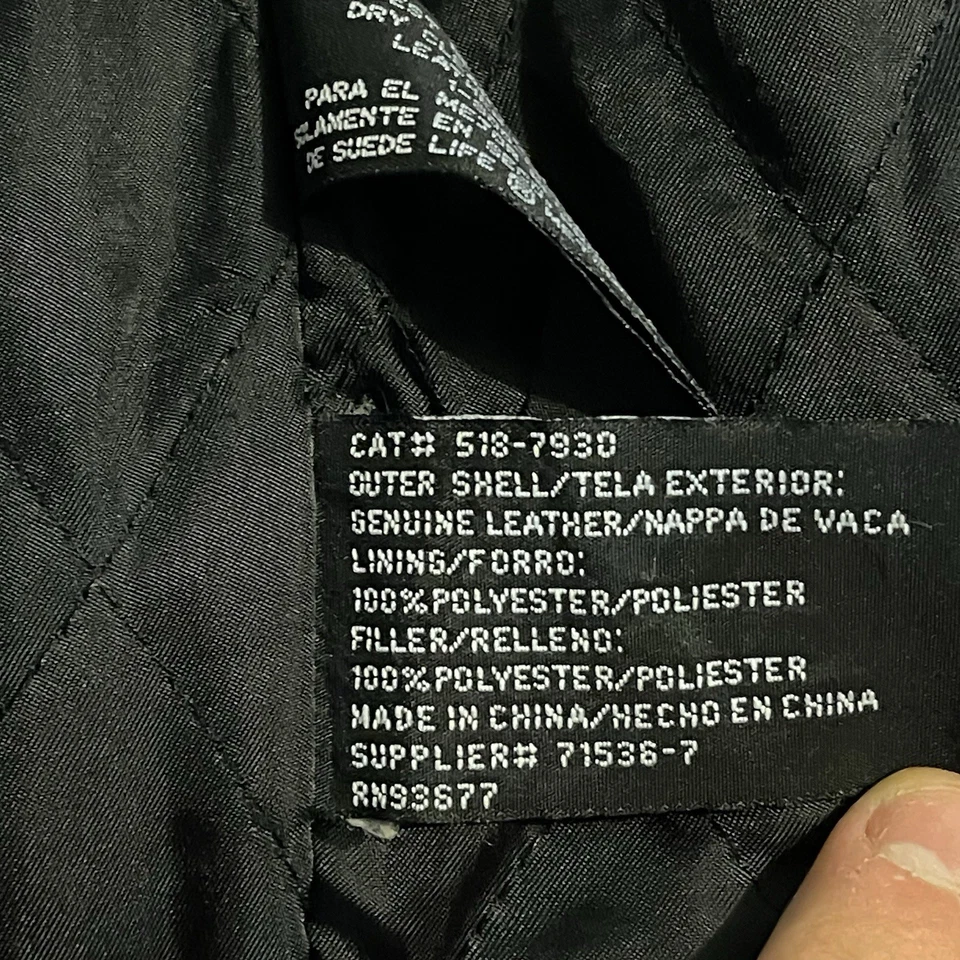 DRY
PARA EL
SOLAMENTE EN
DE SUEDE LIFE
CAT# 518-7930
OUTER SHELL/TELA EXTERIOR:
GENUINE LEATHER/NAPPA DE VACA
LINING/FORRO:
100%POLYESTER/POLIESTER
FILLER/RELLENO:
100%POLYESTER/POLIESTER
MADE IN CHINA/HECHO EN CHINA
SUPPLIER# 71536-7
RN93677